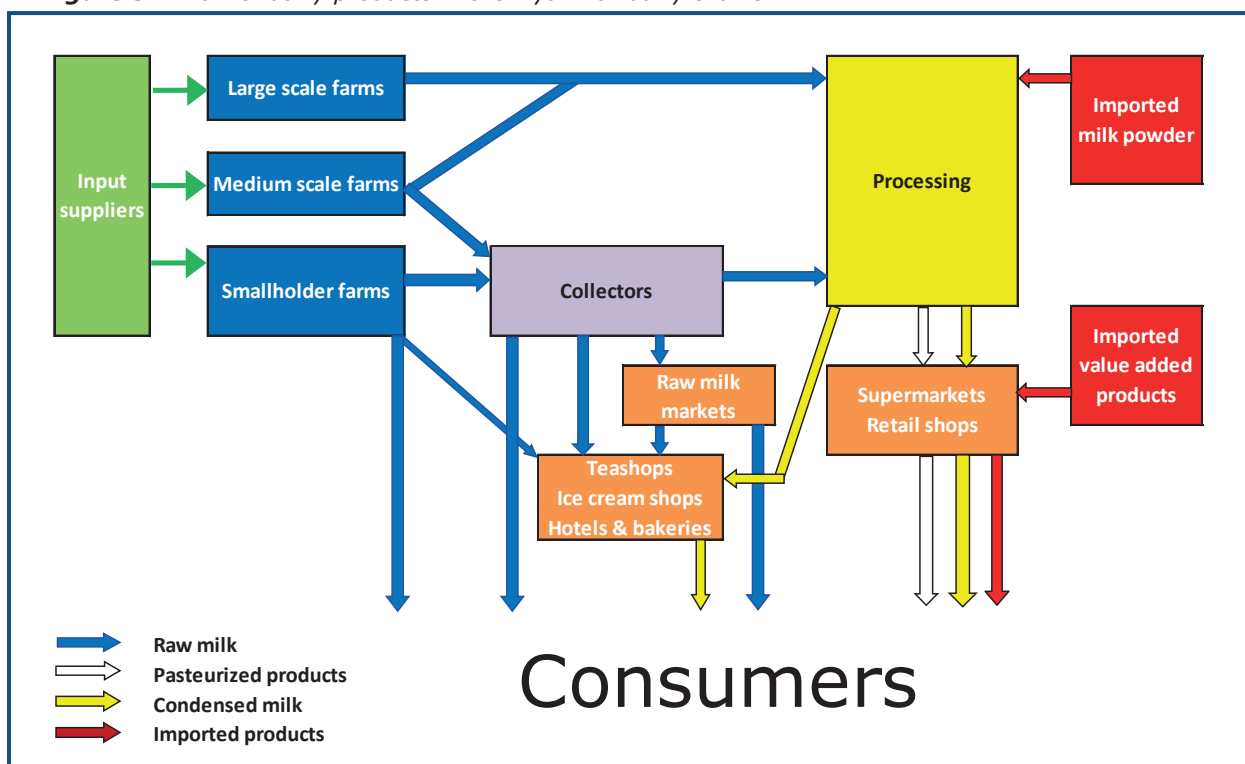 Large scale farms
Imported
milk powder
Medium scale farms
Input
suppliers
Processing
Smallholder farms
Collectors
Imported
value added
products
Raw milk
markets
Supermarkets
Retail shops
Teashops
Ice cream shops
Hotels & bakeries
Raw milk
Pasteurized products
Condensed milk
Imported products
Consumers